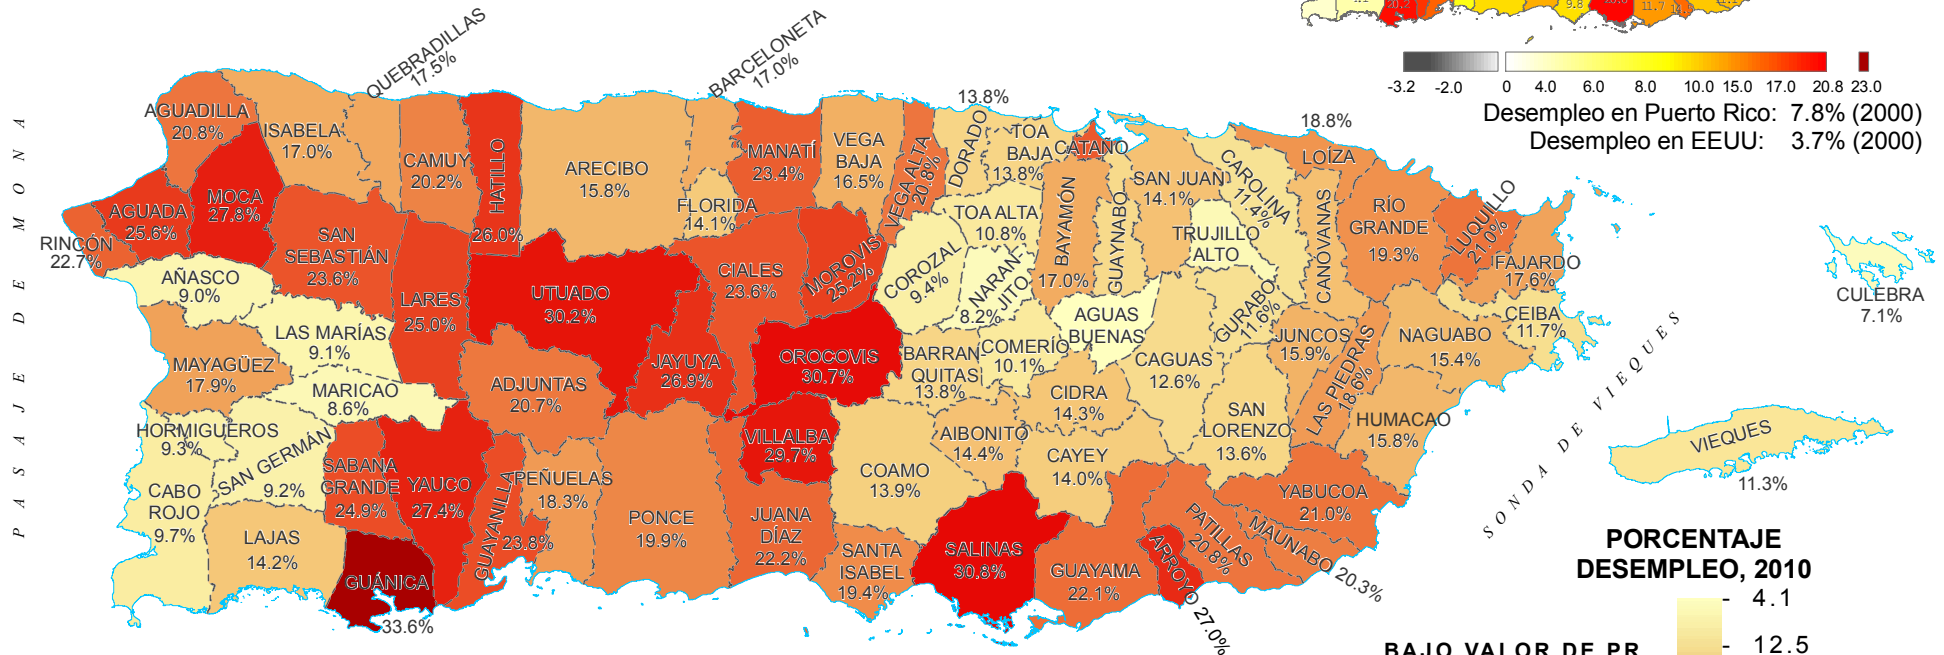 9.8
20.2
11.7
-3.2 -2.0 0 4.0 6.0 8.0 10.0 15.0 17.0 20.8 23.0
Desempleo en Puerto Rico: 7.8% (2000)
Desempleo en EEUU: 3.7% (2000)
QUEBRADILLAS
17.5%
BARCELONETA
17.0%
AGUADILLA
20.8%
ISABELA
17.0%
CAMUY
20.2%
HATILLO
26.0%
ARECIBO
15.8%
FLORIDA
14.1%
MANATÍ
23.4%
VEGA
BAJA
16.5%
VEGA ALTA
20.8%
13.8%
DORADO
TOA
BAJA
13.8%
CATAÑO
TOA ALTA
10.8%
BAYAMÓN
17.0%
GUAYNABO
SAN JUAN
14.1%
CAROLINA
11.4%
TRUJILLO
ALTO
18.8%
LOÍZA
CANÓVANAS
RÍO
GRANDE
19.3%
LUQUILLO
21.0%
FAJARDO
17.6%
CEIBA
11.7%
CULEBRA
7.1%
MOCA
27.8%
AGUADA
25.6%
RINCÓN
22.7%
AÑASCO
9.0%
SAN
SEBASTIÁN
23.6%
LARES
25.0%
UTUADO
30.2%
CIALES
23.6%
MOROVIS
25.2%
COROZAL
9.4%
NARAN-
JITO
8.2%
AGUAS
BUENAS
GURABO
11.6%
JUNCOS
15.9%
LAS PIEDRAS
18.6%
NAGUABO
15.4%
LAS MARÍAS
9.1%
MAYAGÜEZ
17.9%
MARICAO
8.6%
ADJUNTAS
20.7%
JAYUYA
26.9%
OROCOVIS
30.7%
BARRAN-
QUITAS
13.8%
COMERÍO
10.1%
CIDRA
14.3%
CAGUAS
12.6%
SAN
LORENZO
13.6%
HUMACAO
15.8%
HORMIGUEROS
9.3%
SAN GERMÁN
9.2%
SABANA
GRANDE
24.9%
YAUCO
27.4%
GUAYANILLA
23.8%
PEÑUELAS
18.3%
PONCE
19.9%
VILLALBA
29.7%
JUANA
DÍAZ
22.2%
COAMO
13.9%
AIBONITO
14.4%
CAYEY
14.0%
YABUCOA
21.0%
CABO
ROJO
9.7%
LAJAS
14.2%
GUÁNICA
33.6%
SANTA
ISABEL
19.4%
SALINAS
30.8%
GUAYAMA
22.1%
ARROYO 27.0%
PATILLAS
20.8%
MAUNABO 20.3%
VIEQUES
11.3%
PASAJE DE MONA
SONDA DE VIEQUES
PORCENTAJE
DESEMPLEO, 2010
- 4.1
- 12.5
BAJO VALOR DE PR